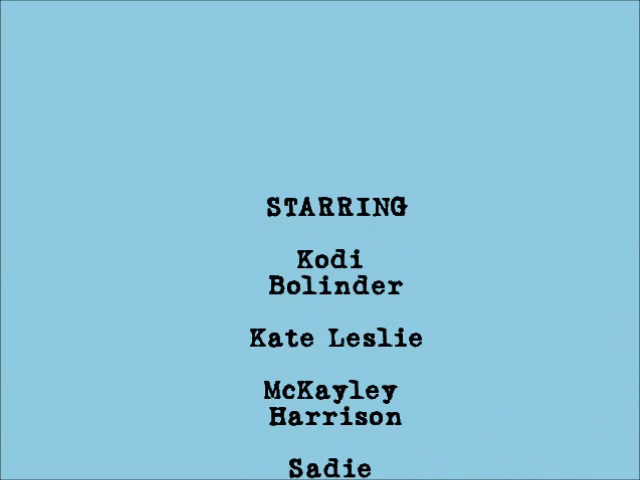 STARRING
Kodi
Bolinder
Kate Leslie
McKayley
Harrison
Sadie